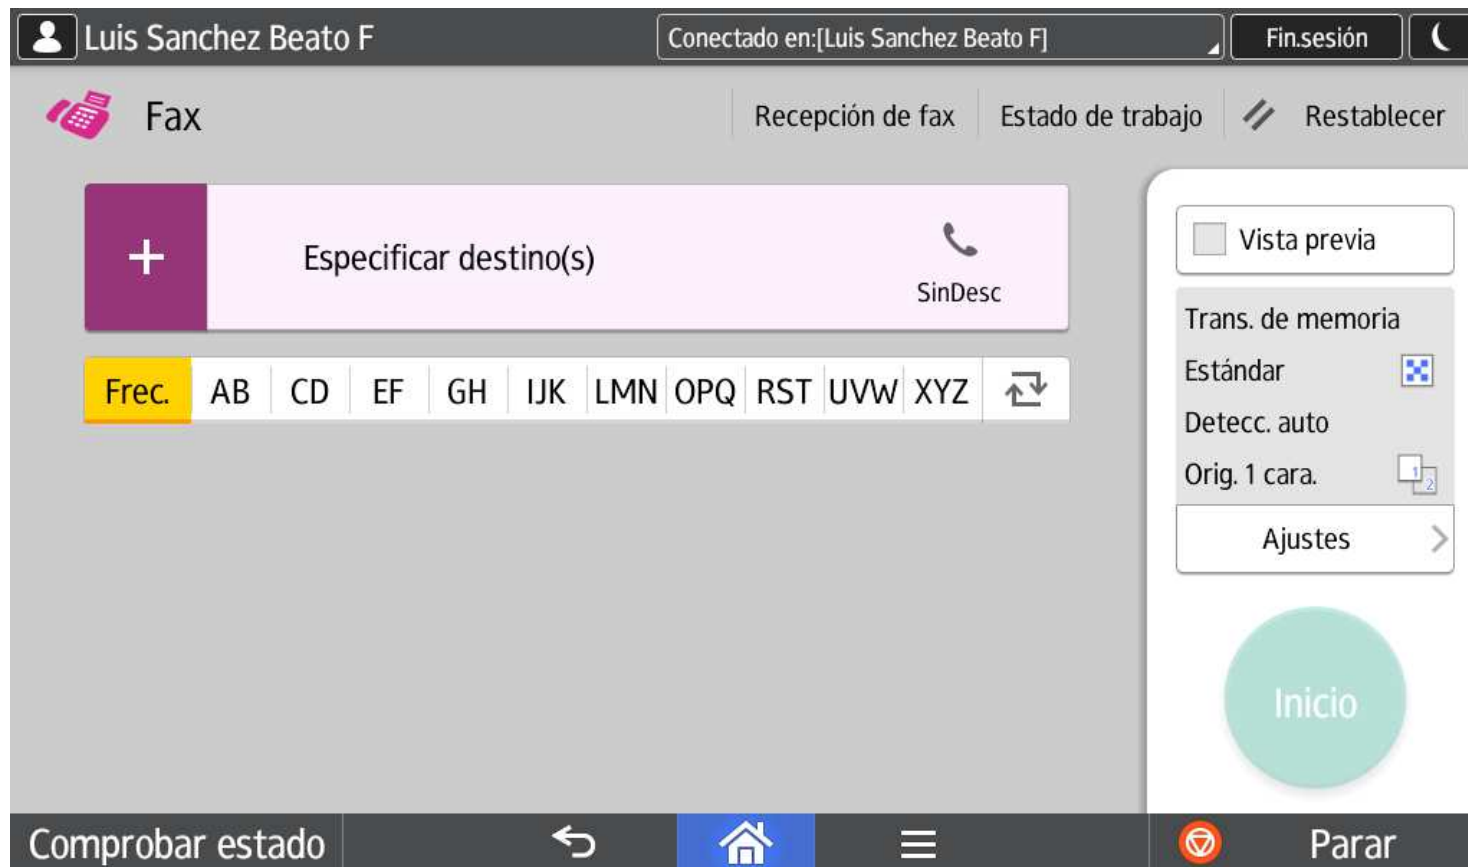 Luis Sanchez Beato F
Conectado en:[Luis Sanchez Beato F]
Fin.sesión
Fax
Recepción de fax
Estado de trabajo
Restablecer
+
Especificar destino(s)
SinDesc
Vista previa
Trans. de memoria
Estándar
Detecc. auto
Orig. 1 cara.
1
2
Ajustes
Frec. AB CD EF GH IJK LMN OPQ RST UVW XYZ
Inicio
Comprobar estado
Parar